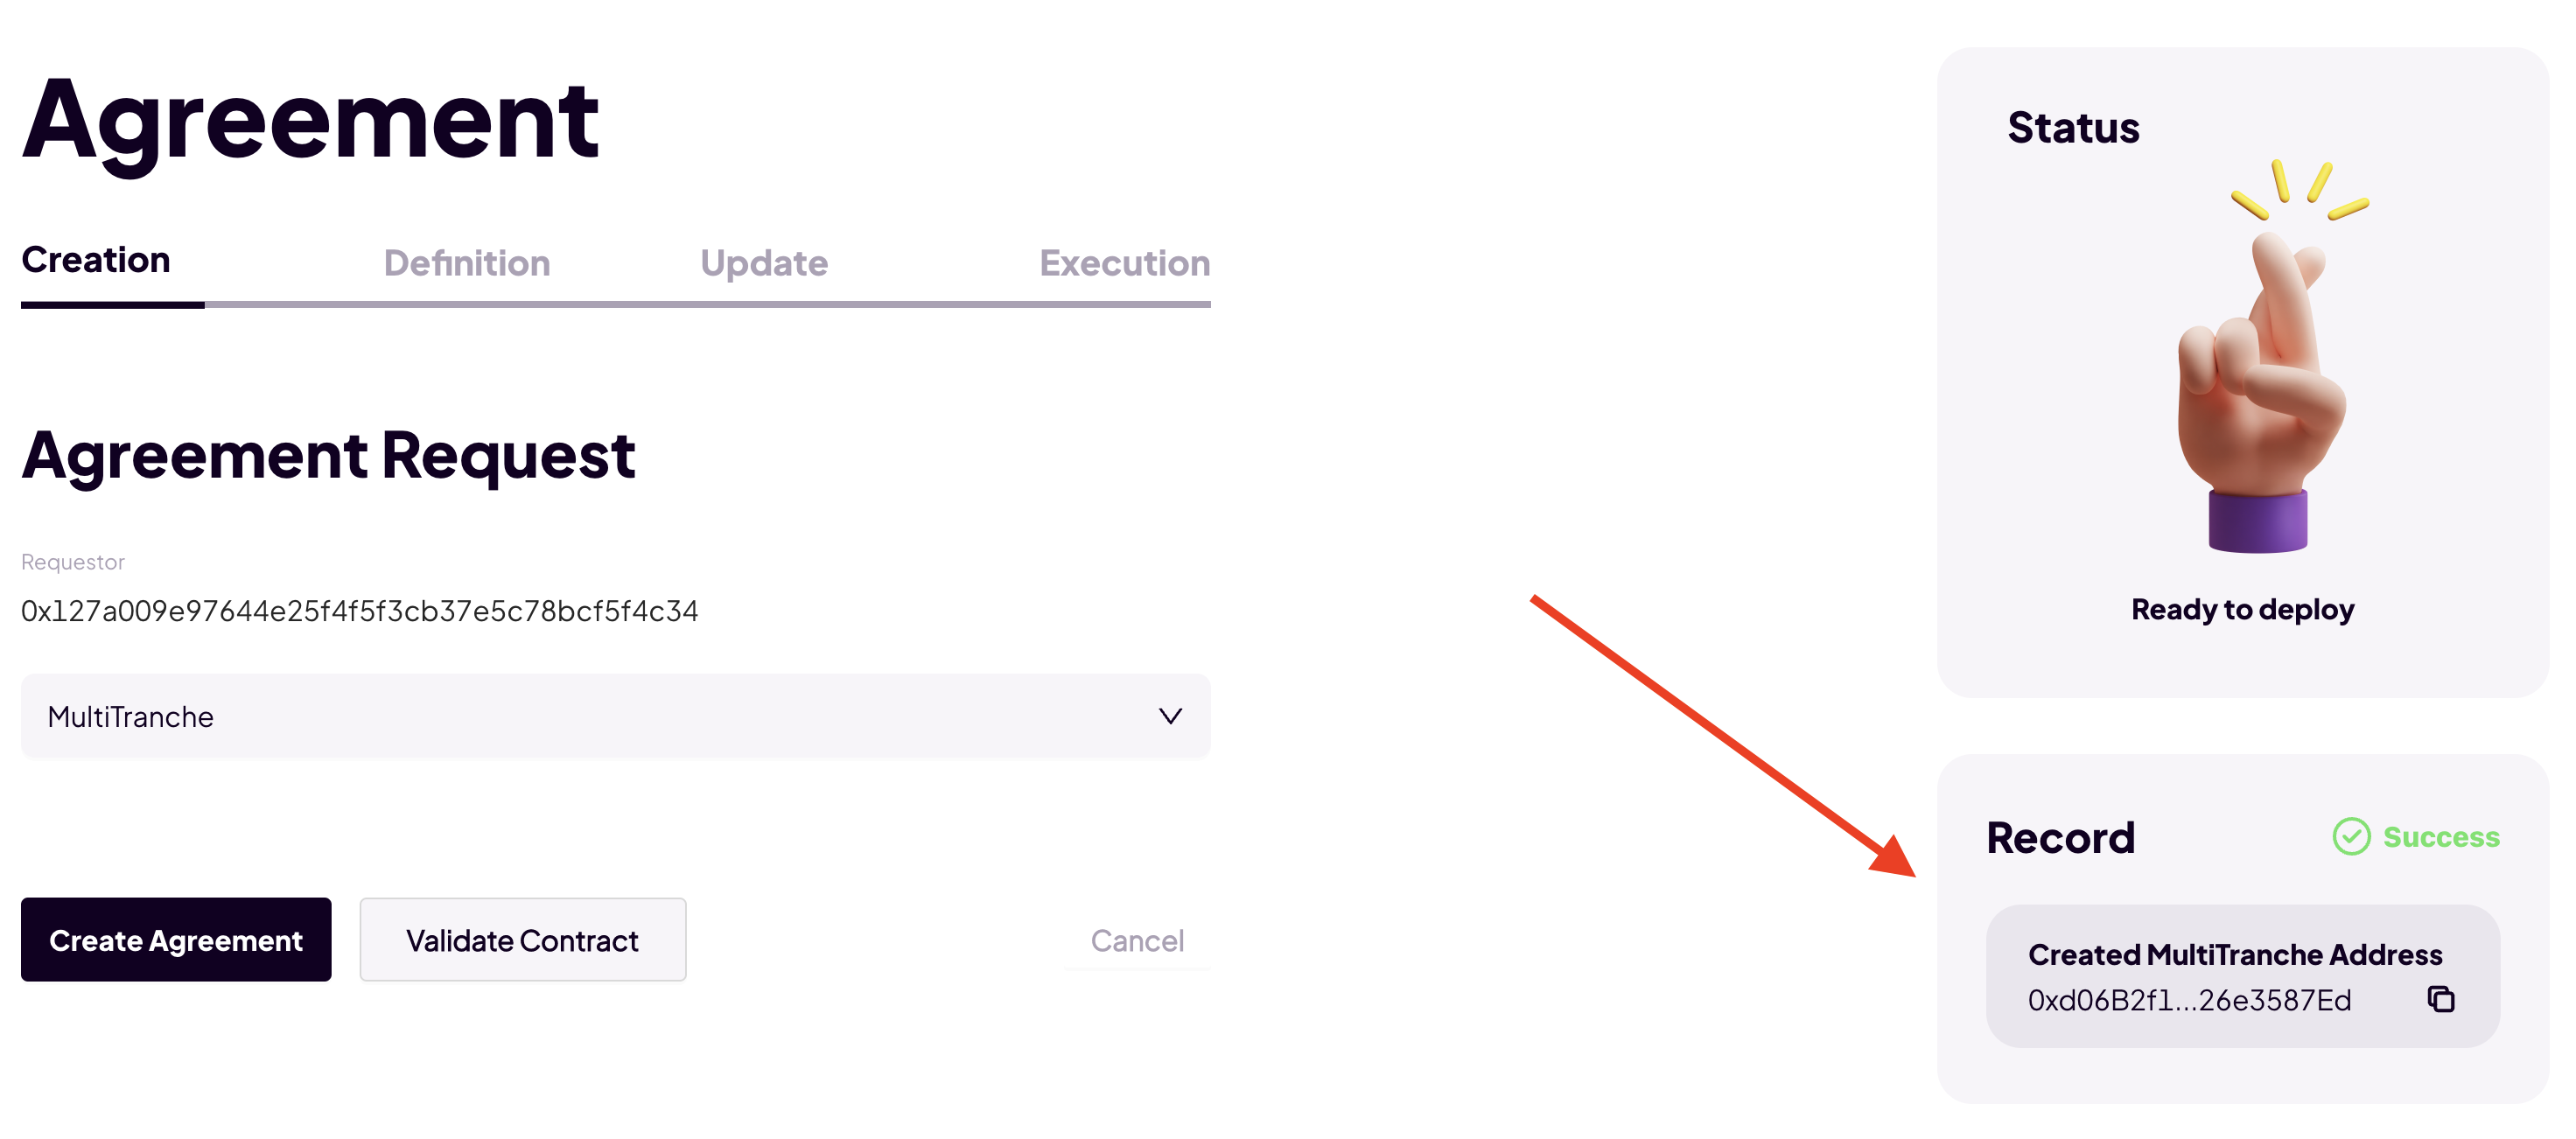 Agreement
Creation
Definition
Update
Execution
Agreement Request
Requestor
0x127a009e97644e25f4f5f3cb37e5c78bcf5f4c34
MultiTranche
Create Agreement
Validate Contract
Cancel
Status
Ready to deploy
Record
Success
Created MultiTranche Address
0xd06B2f1...26e3587Ed